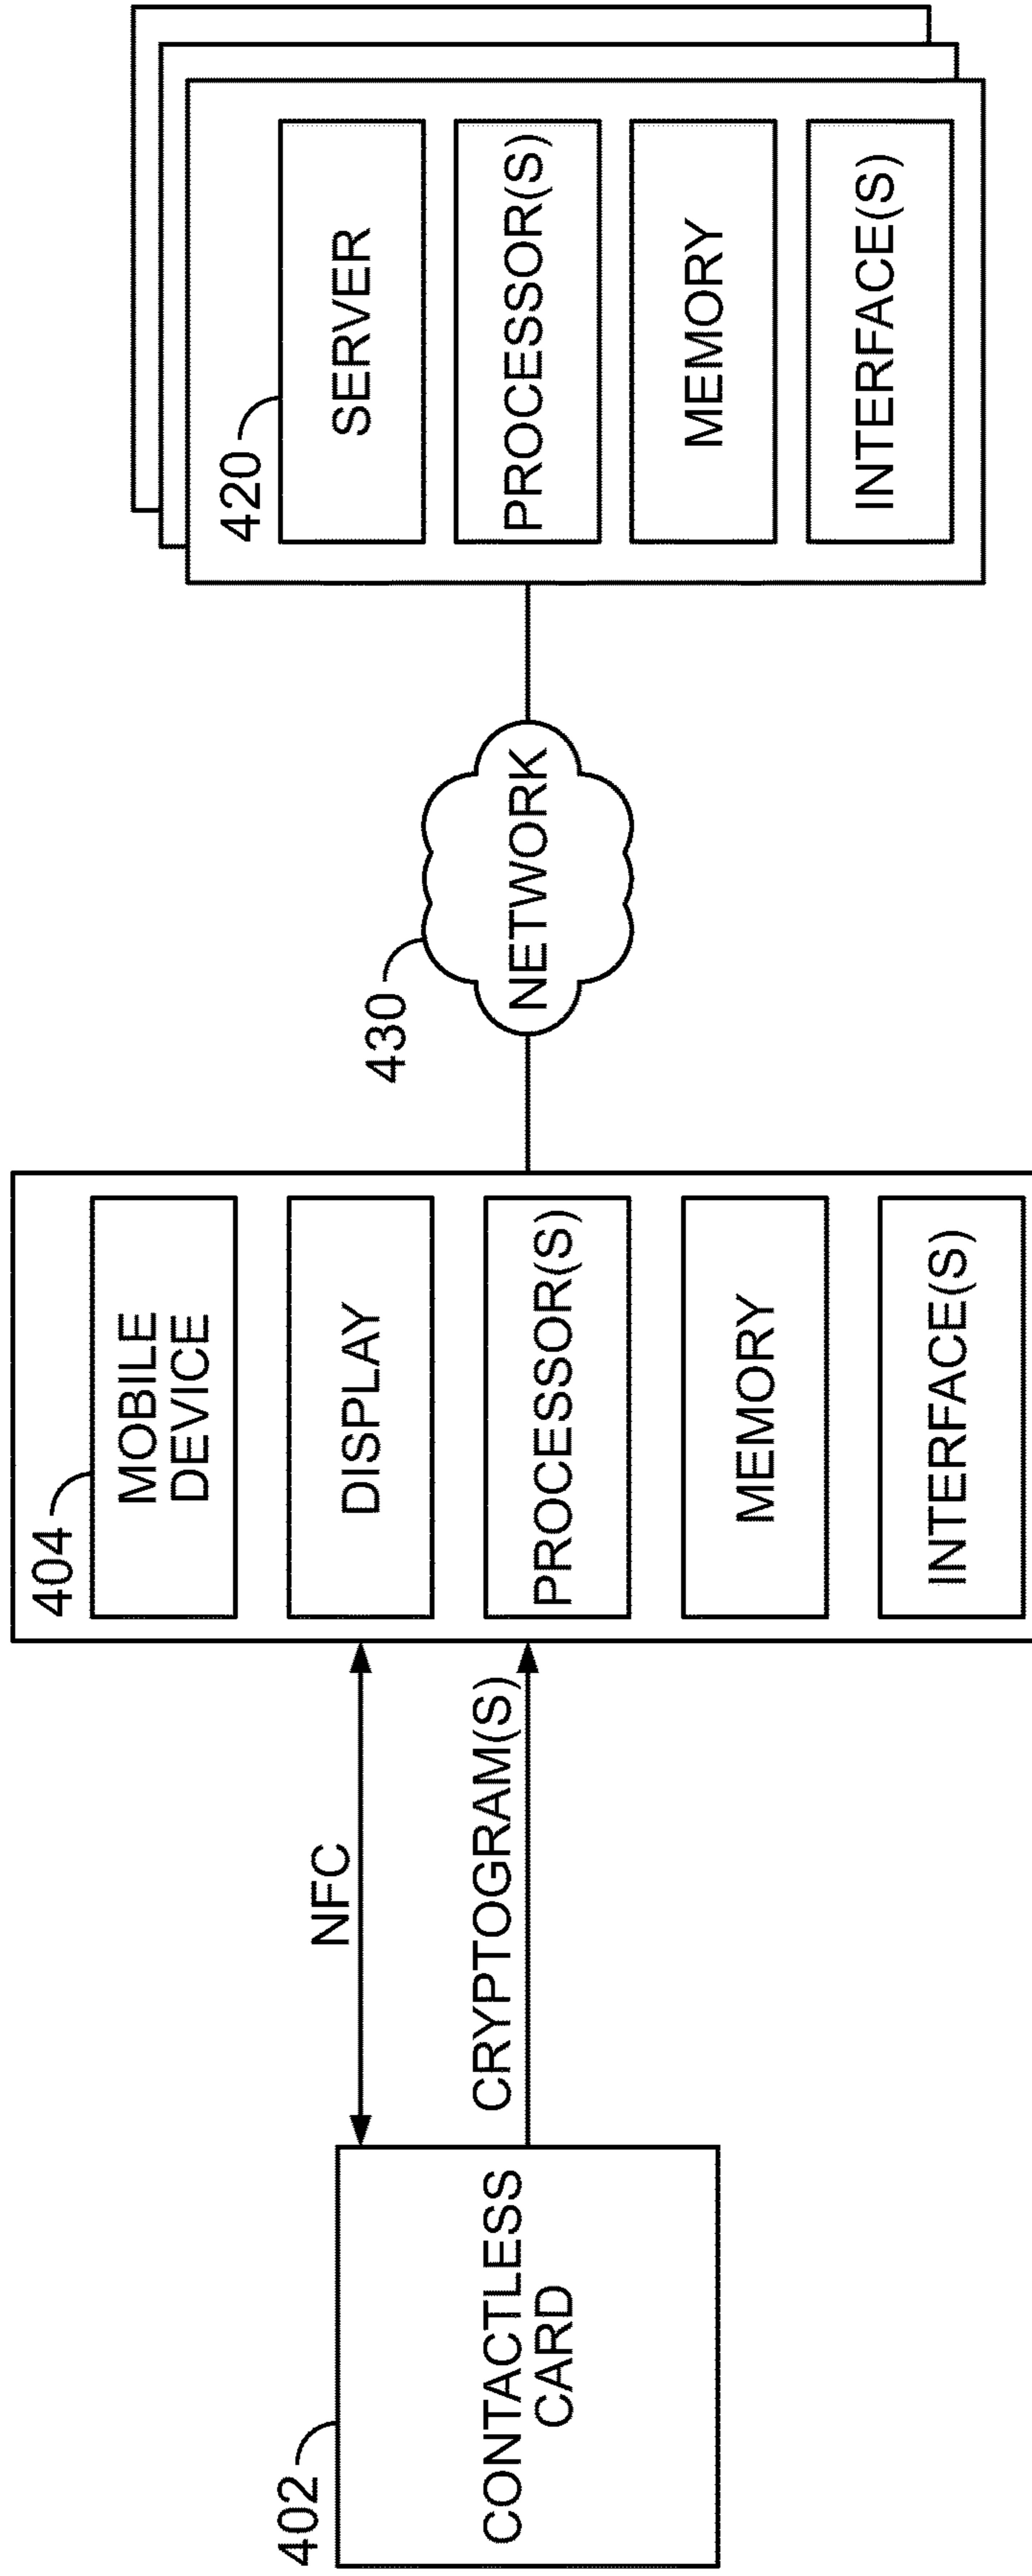 402
CONTACTLESS
CARD
NFC
CRYPTOGRAM(S)
404
MOBILE
DEVICE
DISPLAY
PROCESSOR(S)
MEMORY
INTERFACE(S)
430
NETWORK
420
SERVER
PROCESSOR(S)
MEMORY
INTERFACE(S)